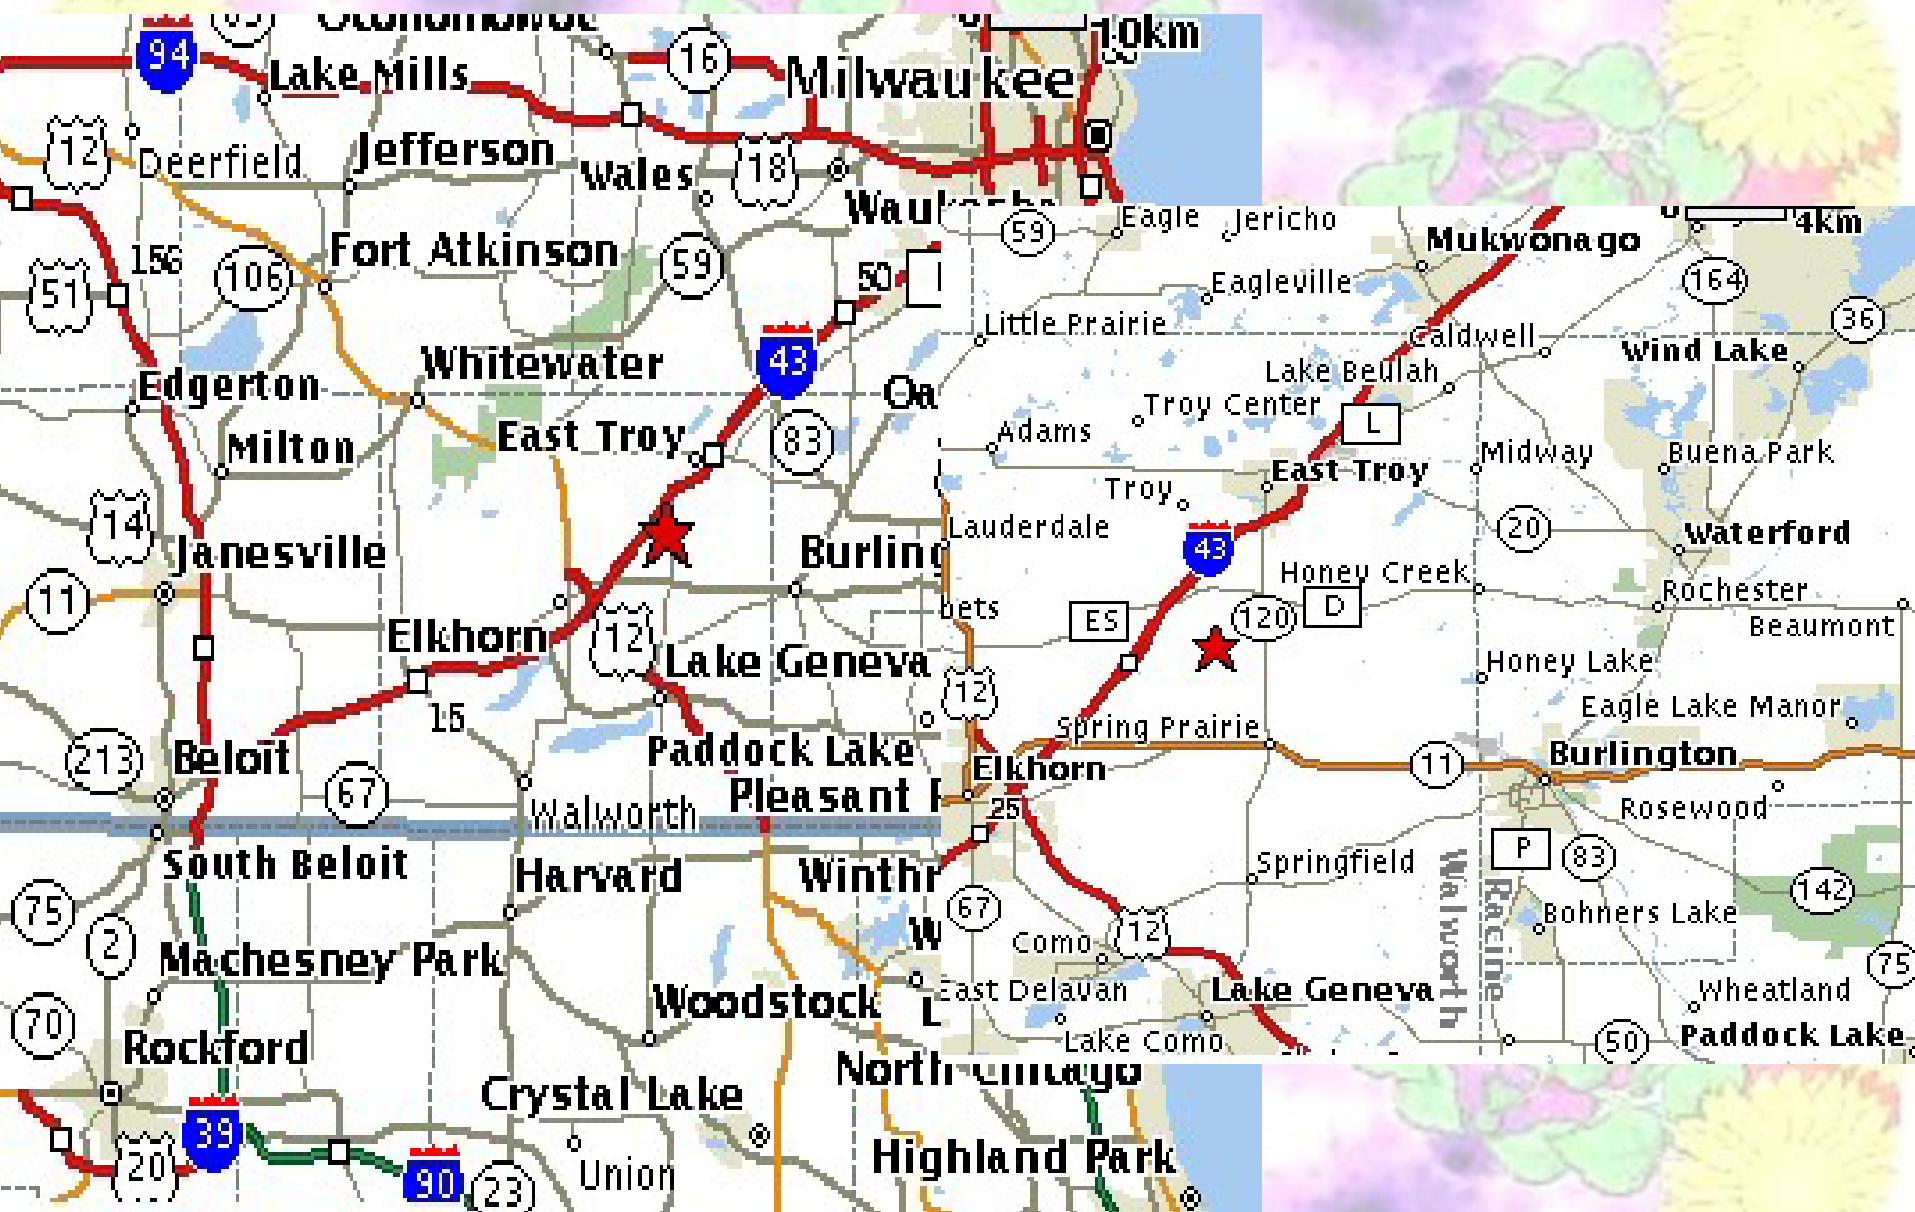 94
Lake Mills
16
Milwaukee
10km
12
Deerfield
Jefferson
Wales
18
51
156
106
Fort Atkinson
59
50
43
Whitewater
Edgerton
Milton
East Troy
83
14
Janesville
11
Burling
Elkhorn
12
Lake Geneva
15
213
Beloit
67
Paddock Lake
Pleasant
Walworth
South Beloit
Harvard
Winthr
75
2
Machesney Park
W
70
Woodstock
Rockford
Crystal Lake
North Chicago
39
20
90
23
Union
Highland Park
59
Eagle
Jericho
Mukwonago
4km
Eagleville
164
Little Prairie
Caldwell
36
Wind Lake
Lake Beulah
Troy Center
L
Adams
Midway
Buena Park
East Troy
Troy
Lauderdale
20
Waterford
43
Honey Creek
Rochester
bets
ES
120
D
Beaumont
Honey Lake
12
Eagle Lake Manor
Spring Prairie
Elkhorn
11
Burlington
25
Rosewood
P
83
Springfield
Walworth
Racine
142
67
Bohners Lake
12
Como
75
East Delavan
Lake Geneva
Wheatland
Lake Como
50
Paddock Lake